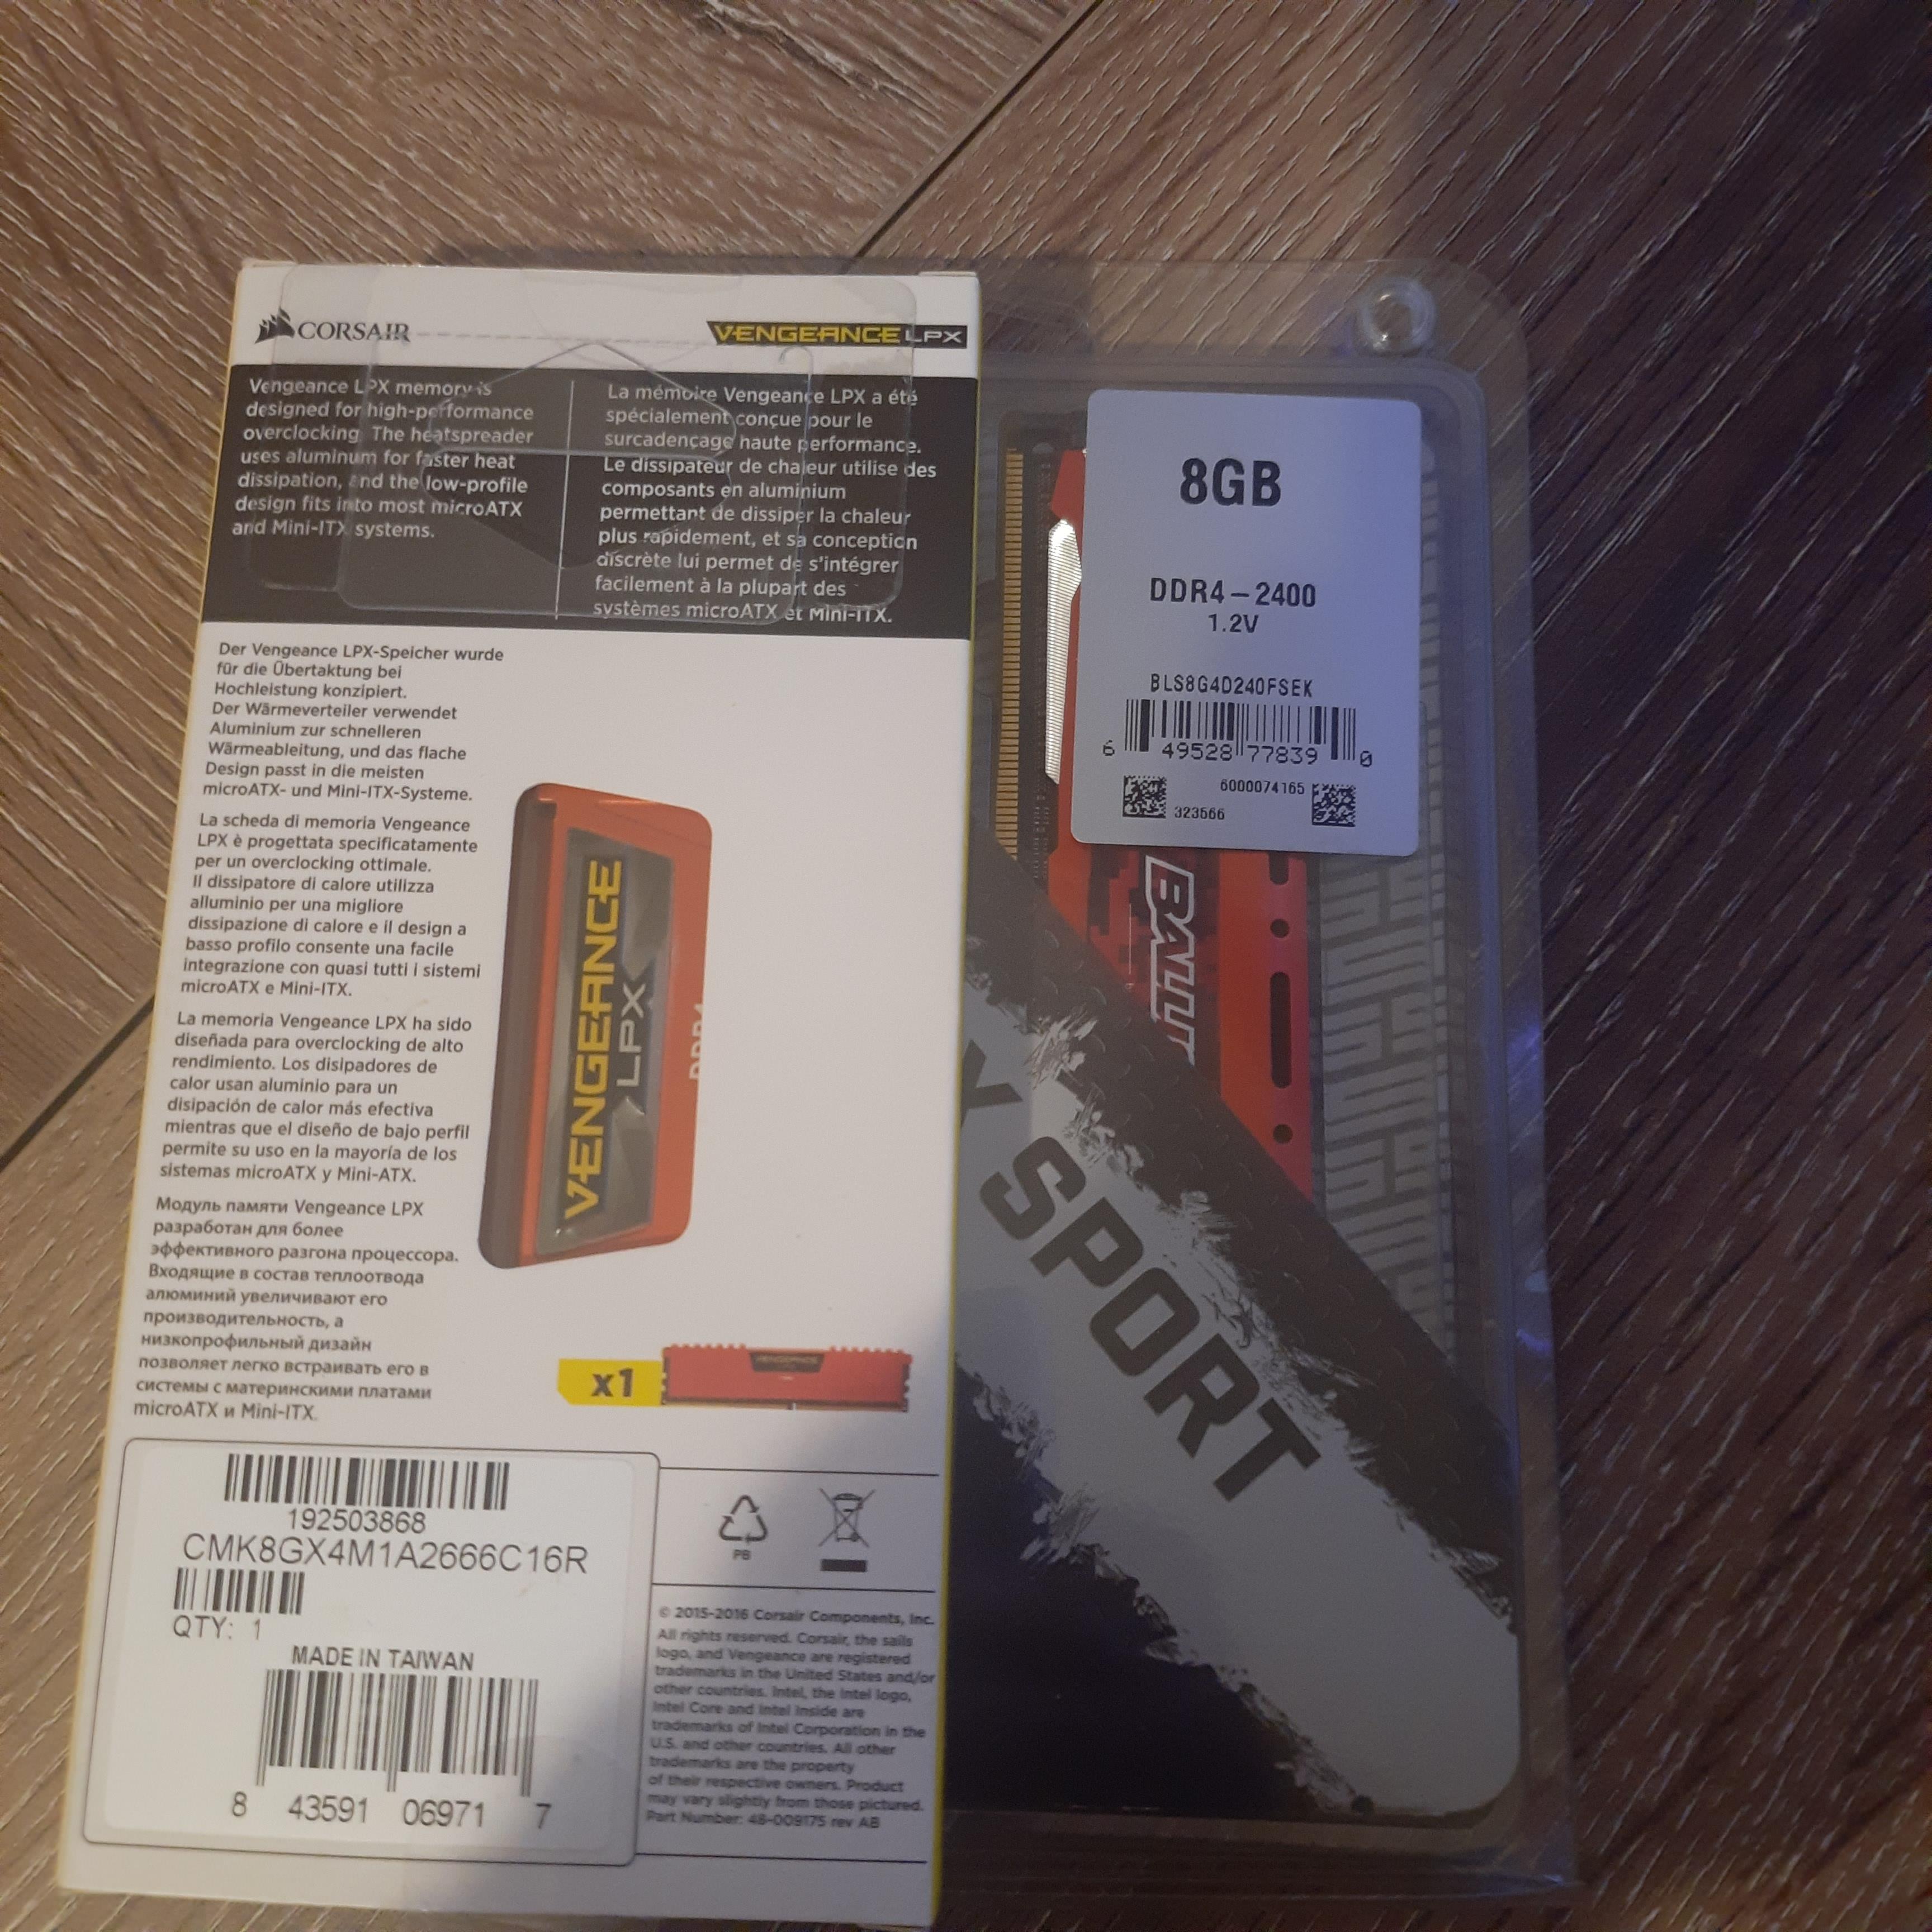 CORSAIR
VENGEANCE LPX
Vengeance LPX memory is
designed for high-performance
overclocking. The heatspreader
uses aluminum for faster heat
dissipation, and the low-profile
design fits into most microATX
and Mini-ITX systems.
La mémoire Vengeance LPX a été
spécialement conçue pour le
surcadençage haute performance.
Le dissipateur de chaleur utilise des
composants en aluminium
permettant de dissiper la chaleur
plus rapidement, et sa conception
discrète lui permet de s'intégrer
facilement à la plupart des
systèmes microATX et Mini-ITX.
Der Vengeance LPX-Speicher wurde
für die Übertaktung bei
Hochleistung konzipiert.
Der Wärmeverteiler verwendet
Aluminium zur schnelleren
Wärmeableitung, und das flache
Design passt in die meisten
microATX- und Mini-ITX-Systeme.
La scheda di memoria Vengeance
LPX è progettata specificatamente
per un overclocking ottimale.
Il dissipatore di calore utilizza
alluminio per una migliore
dissipazione di calore e il design a
basso profilo consente una facile
integrazione con quasi tutti i sistemi
microATX e Mini-ITX.
La memoria Vengeance LPX ha sido
diseñada para overclocking de alto
rendimiento. Los disipadores de
calor usan aluminio para un
disipación de calor más efectiva
mientras que el diseño de bajo perfil
permite su uso en la mayoría de los
sistemas microATX y Mini-ATX.
Модуль памяти Vengeance LPX
разработан для более
эффективного разгона процессора.
Входящие в состав теплоотвода
алюминий увеличивают его
производительность, а
низкопрофильный дизайн
позволяет легко встраивать его в
системы с материнскими платами
microATX и Mini-ITX.
VENGEANCE
LPX
DDR4
x1
VENGEANCE
192503868
CMK8GX4M1A2666C16R
QTY: 1
MADE IN TAIWAN
8 43591 06971 7
PB
© 2015-2016 Corsair Components, Inc.
All rights reserved. Corsair, the sails
logo, and Vengeance are registered
trademarks in the United States and/or
other countries. Intel, the Intel logo,
Intel Core and Intel Inside are
trademarks of Intel Corporation in the
U.S. and other countries. All other
trademarks are the property
of their respective owners. Product
may vary slightly from those pictured.
Part Number: 48-009175 rev AB
8GB
DDR4-2400
1.2V
BLS8G4D240FSEK
6 49528 77839 0
6000074165
323566
BALLI
X SPORT